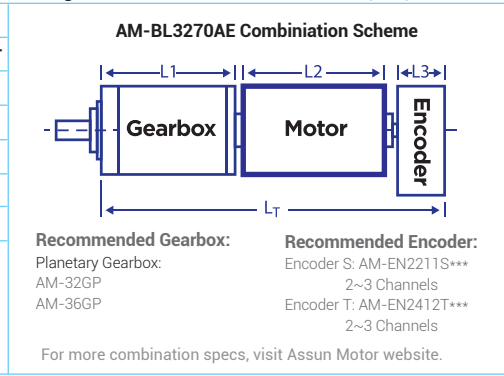 AM-BL3270AE Combiniation Scheme
L1 L2 L3
Gearbox Motor Encoder
LT
Recommended Gearbox:
Planetary Gearbox:
AM-32GP
AM-36GP
Recommended Encoder:
Encoder S: AM-EN2211S***
2~3 Channels
Encoder T: AM-EN2412T***
2~3 Channels
For more combination specs, visit Assun Motor website.